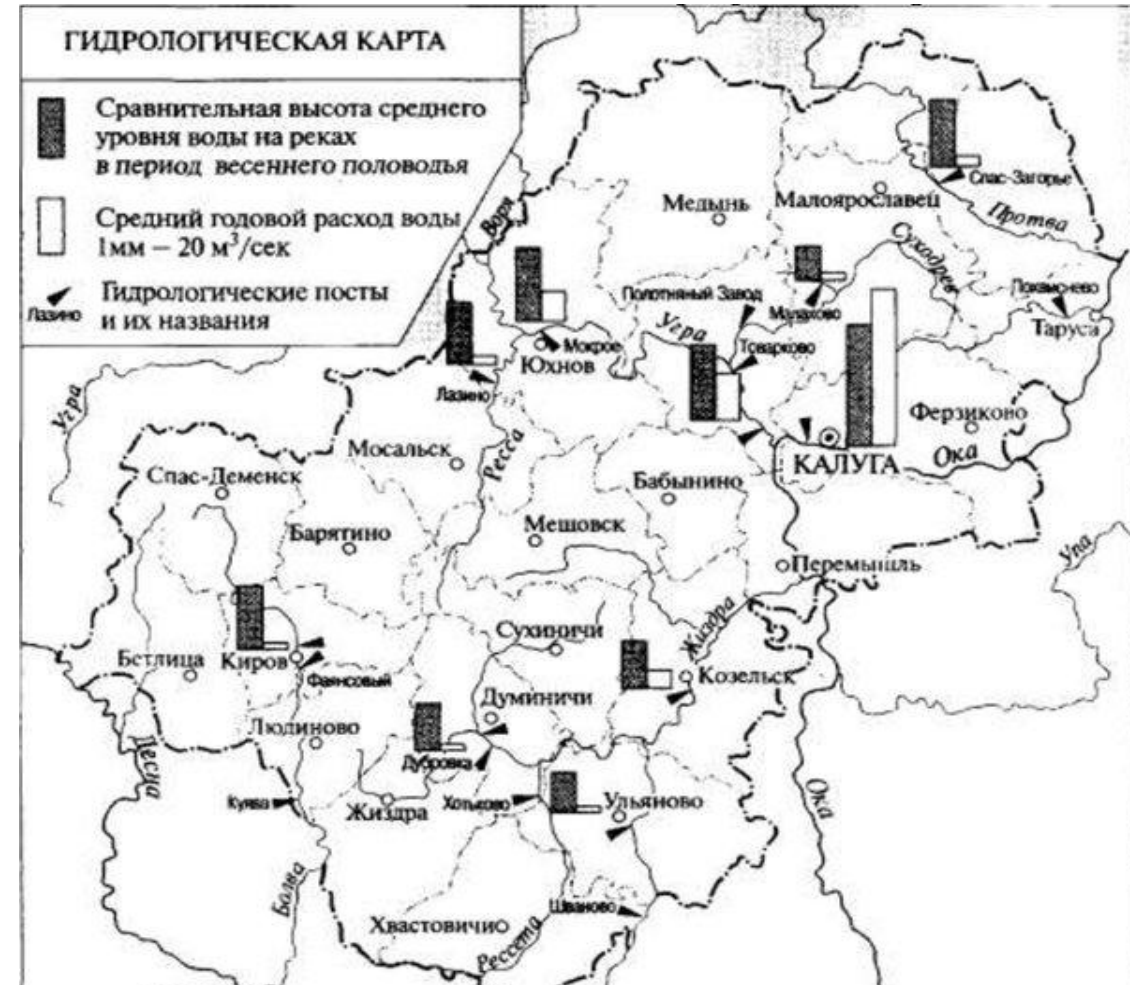 ГИДРОЛОГИЧЕСКАЯ КАРТА
Сравнительная высота среднего
уровня воды на реках
в период весеннего половодья
Средний годовой расход воды
1мм — 20 м³/сек
Гидрологические посты
и их названия
Лазино
Спас-Загорье
Протва
Малоярославец
Медынь
Воря
Суходрев
Полотняный Завод
Малахово
Таруса
Угра
Товарково
Мокрое
Юхнов
Лазино
Угра
Ферзиково
Ока
КАЛУГА
Мосальск
Ресса
Спас-Деменск
Бабынино
Барятино
Мешовск
Упа
Перемышль
Жиздра
Сухиничи
Бетлица
Киров
Фаянсовый
Козельск
Думиничи
Людиново
Десна
Дубровка
Куява
Жиздра
Хотьково
Ульяново
Ока
Болва
Хвастовичи
Рессета
Шваново